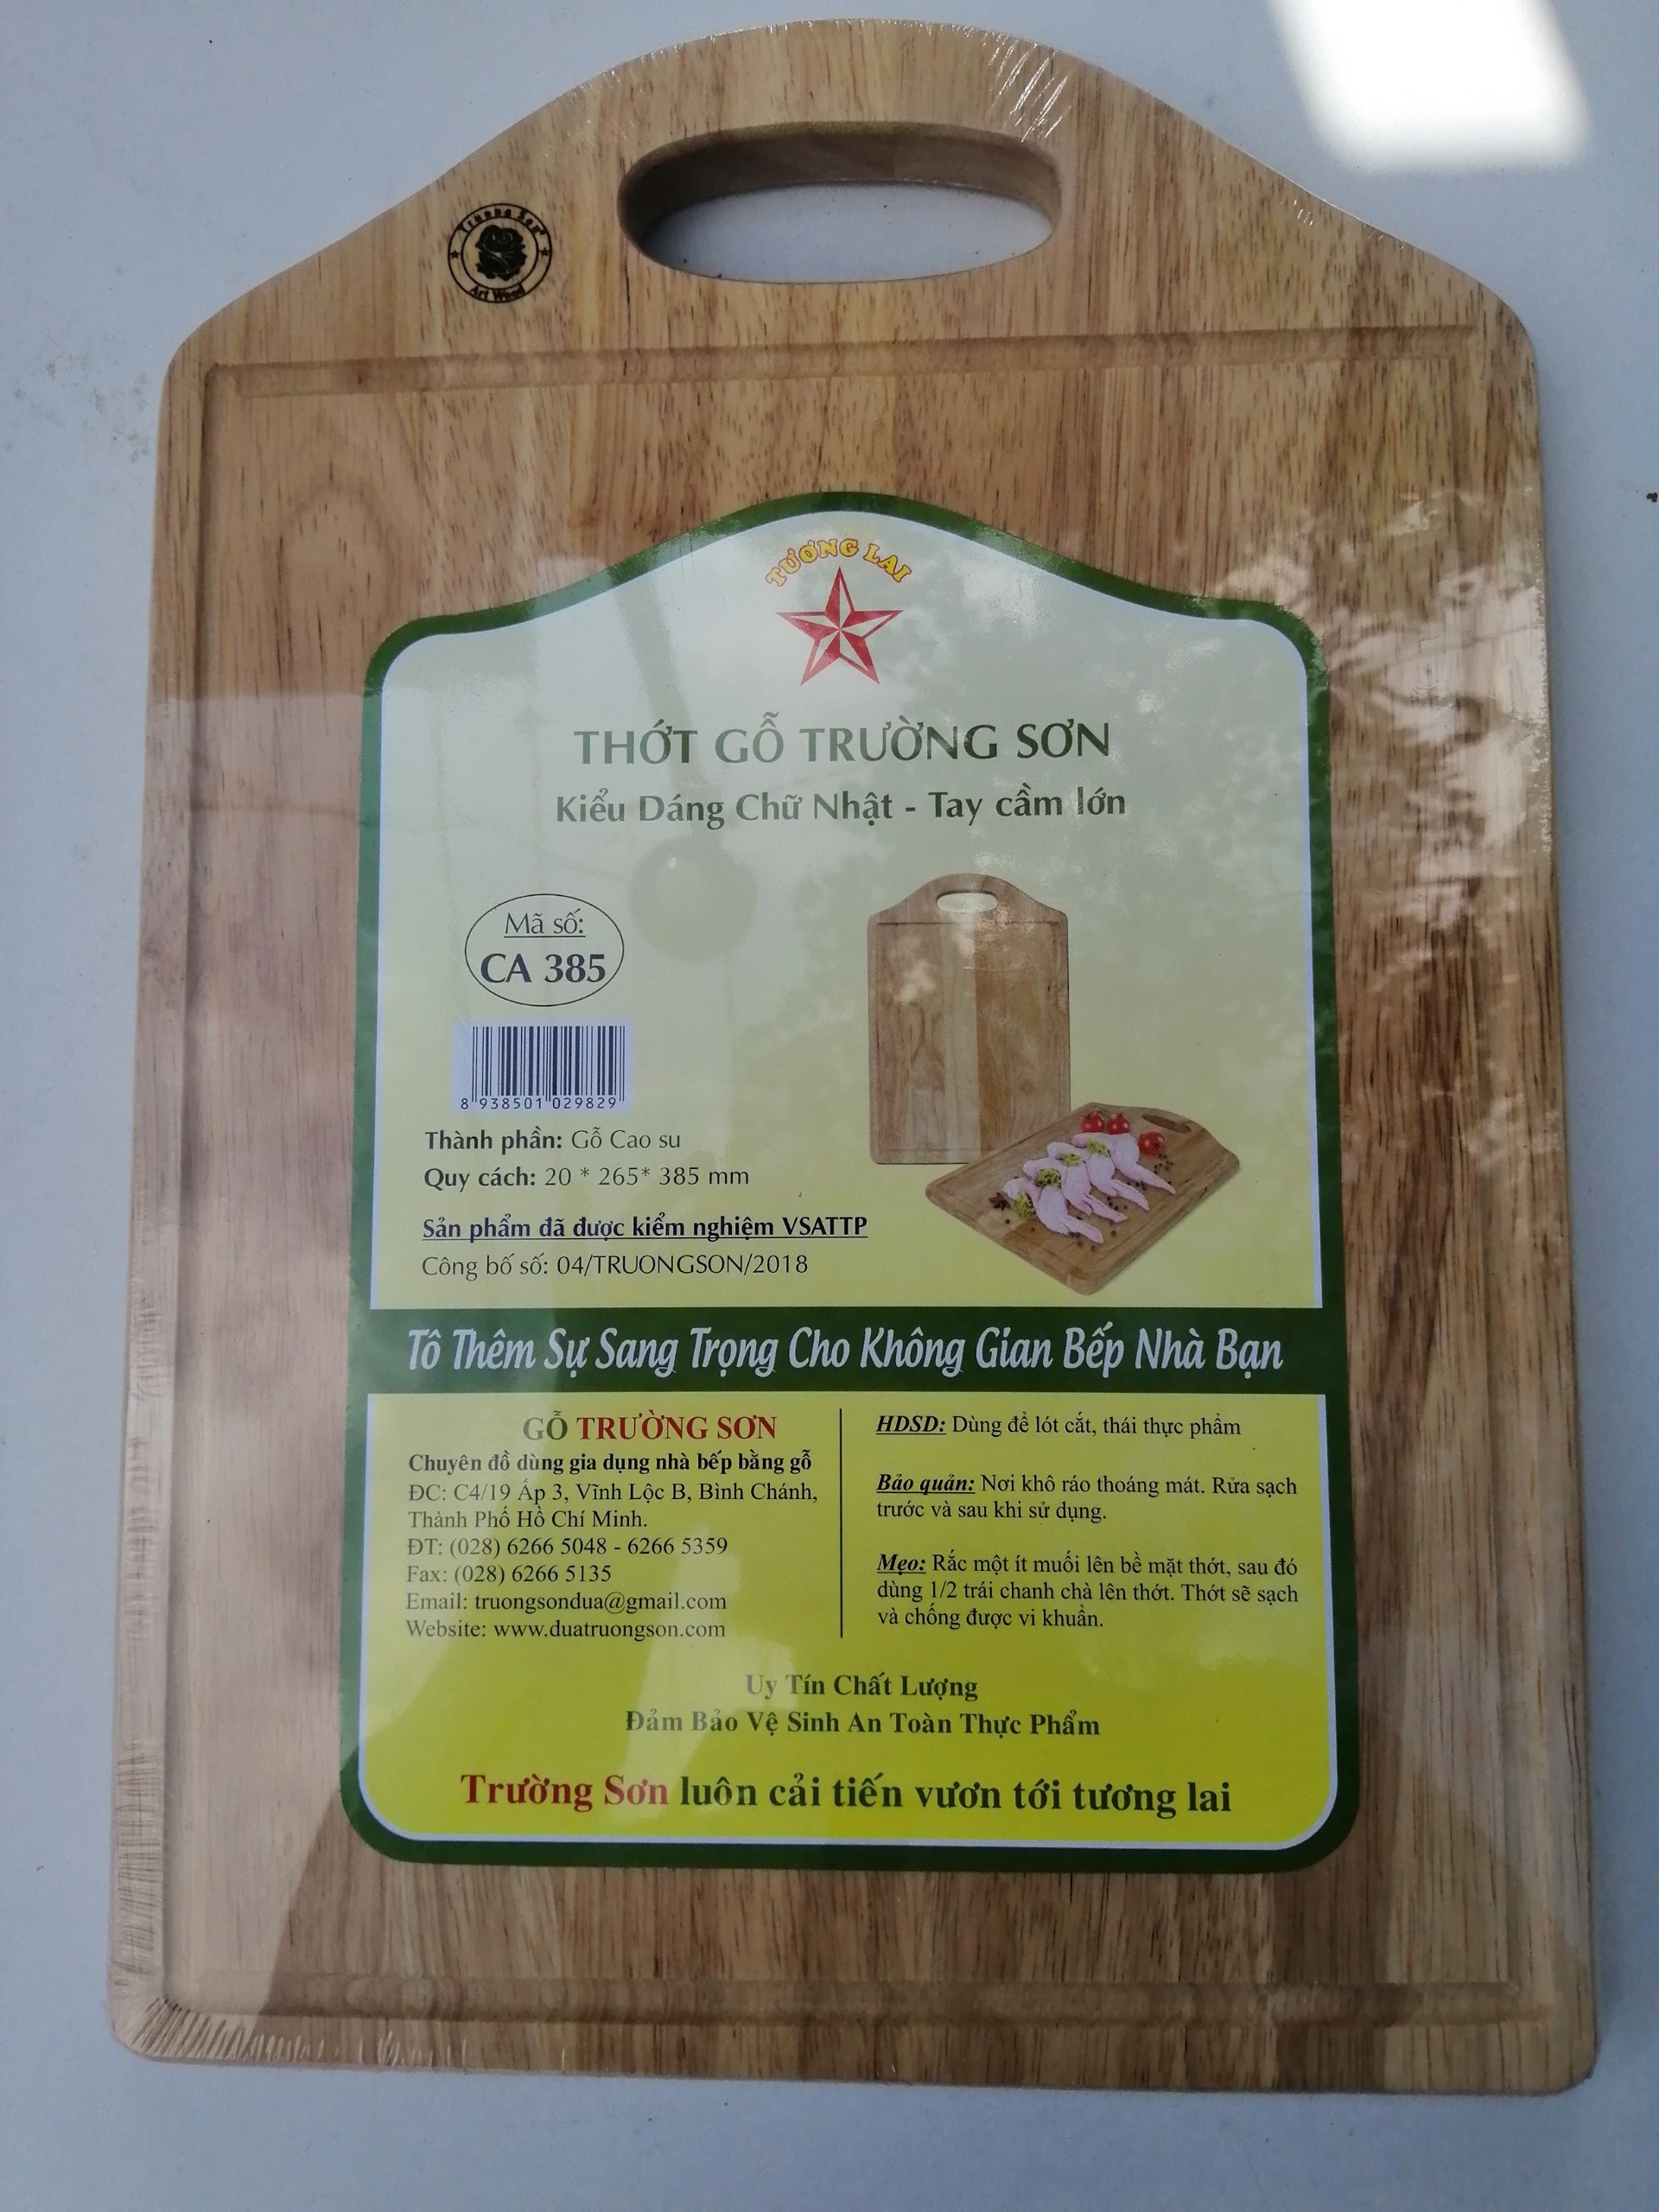 Truong Son
Art Wood
TƯƠNG LAI
THỚT GỖ TRƯỜNG SƠN
Kiểu Dáng Chữ Nhật - Tay cầm lớn
Mã số:
CA 385
8 938501 029829
Thành phần: Gỗ Cao su
Quy cách: 20 * 265* 385 mm
Sản phẩm đã được kiểm nghiệm VSATTP
Công bố số: 04/TRUONGSON/2018
Tô Thêm Sự Sang Trọng Cho Không Gian Bếp Nhà Bạn
GỖ TRƯỜNG SƠN
Chuyên đồ dùng gia dụng nhà bếp bằng gỗ
ĐC: C4/19 Ấp 3, Vĩnh Lộc B, Bình Chánh,
Thành Phố Hồ Chí Minh.
ĐT: (028) 6266 5048 - 6266 5359
Fax: (028) 6266 5135
Email: truongsondua@gmail.com
Website: www.duatruongson.com
HDSD: Dùng để lót cắt, thái thực phẩm
Bảo quản: Nơi khô ráo thoáng mát. Rửa sạch
trước và sau khi sử dụng.
Mẹo: Rắc một ít muối lên bề mặt thớt, sau đó
dùng 1/2 trái chanh chà lên thớt. Thớt sẽ sạch
và chống được vi khuẩn.
Uy Tín Chất Lượng
Đảm Bảo Vệ Sinh An Toàn Thực Phẩm
Trường Sơn luôn cải tiến vươn tới tương lai